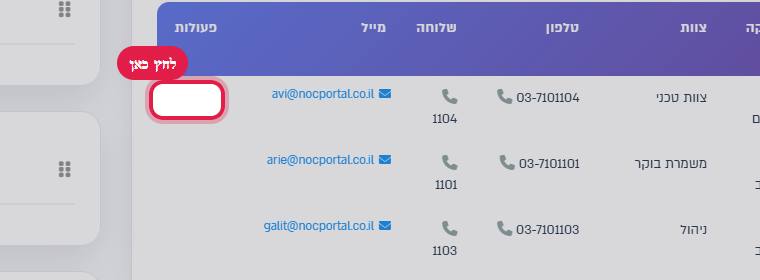 צוות טלפון שלוחה מייל פעולות
לחץ כאן
צוות טכני 03-7101104 avi@nocportal.co.il
1104
משמרת בוקר 03-7101101 arie@nocportal.co.il
1101
ניהול 03-7101103 galit@nocportal.co.il
1103